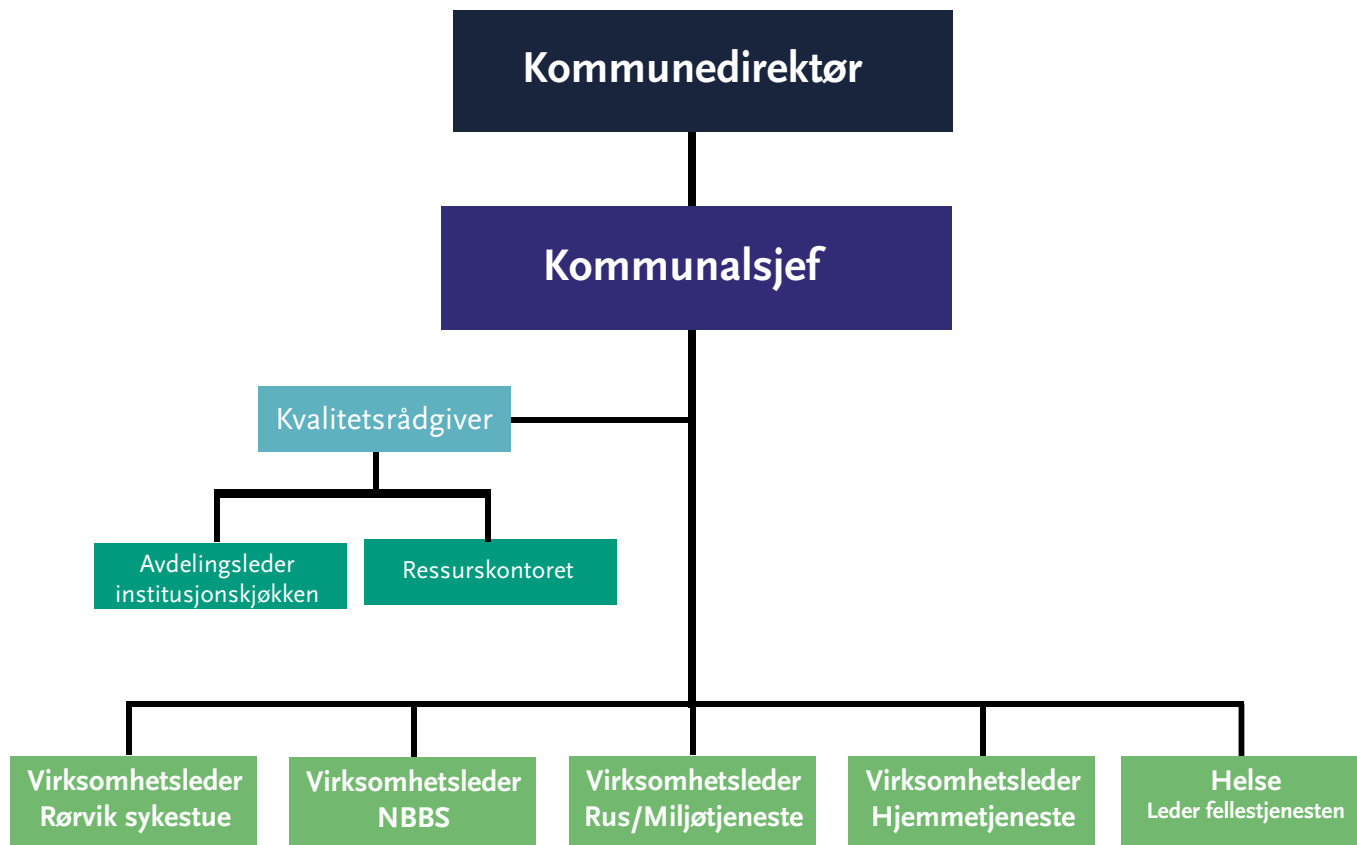 Kommunedirektør
Kommunalsjef
Kvalitetsrådgiver
Avdelingsleder
institusjonskjøkken
Ressurskontoret
Virksomhetsleder
Rørvik sykestue
Virksomhetsleder
NBBS
Virksomhetsleder
Rus/Miljøtjeneste
Virksomhetsleder
Hjemmetjeneste
Helse
Leder fellestjenesten